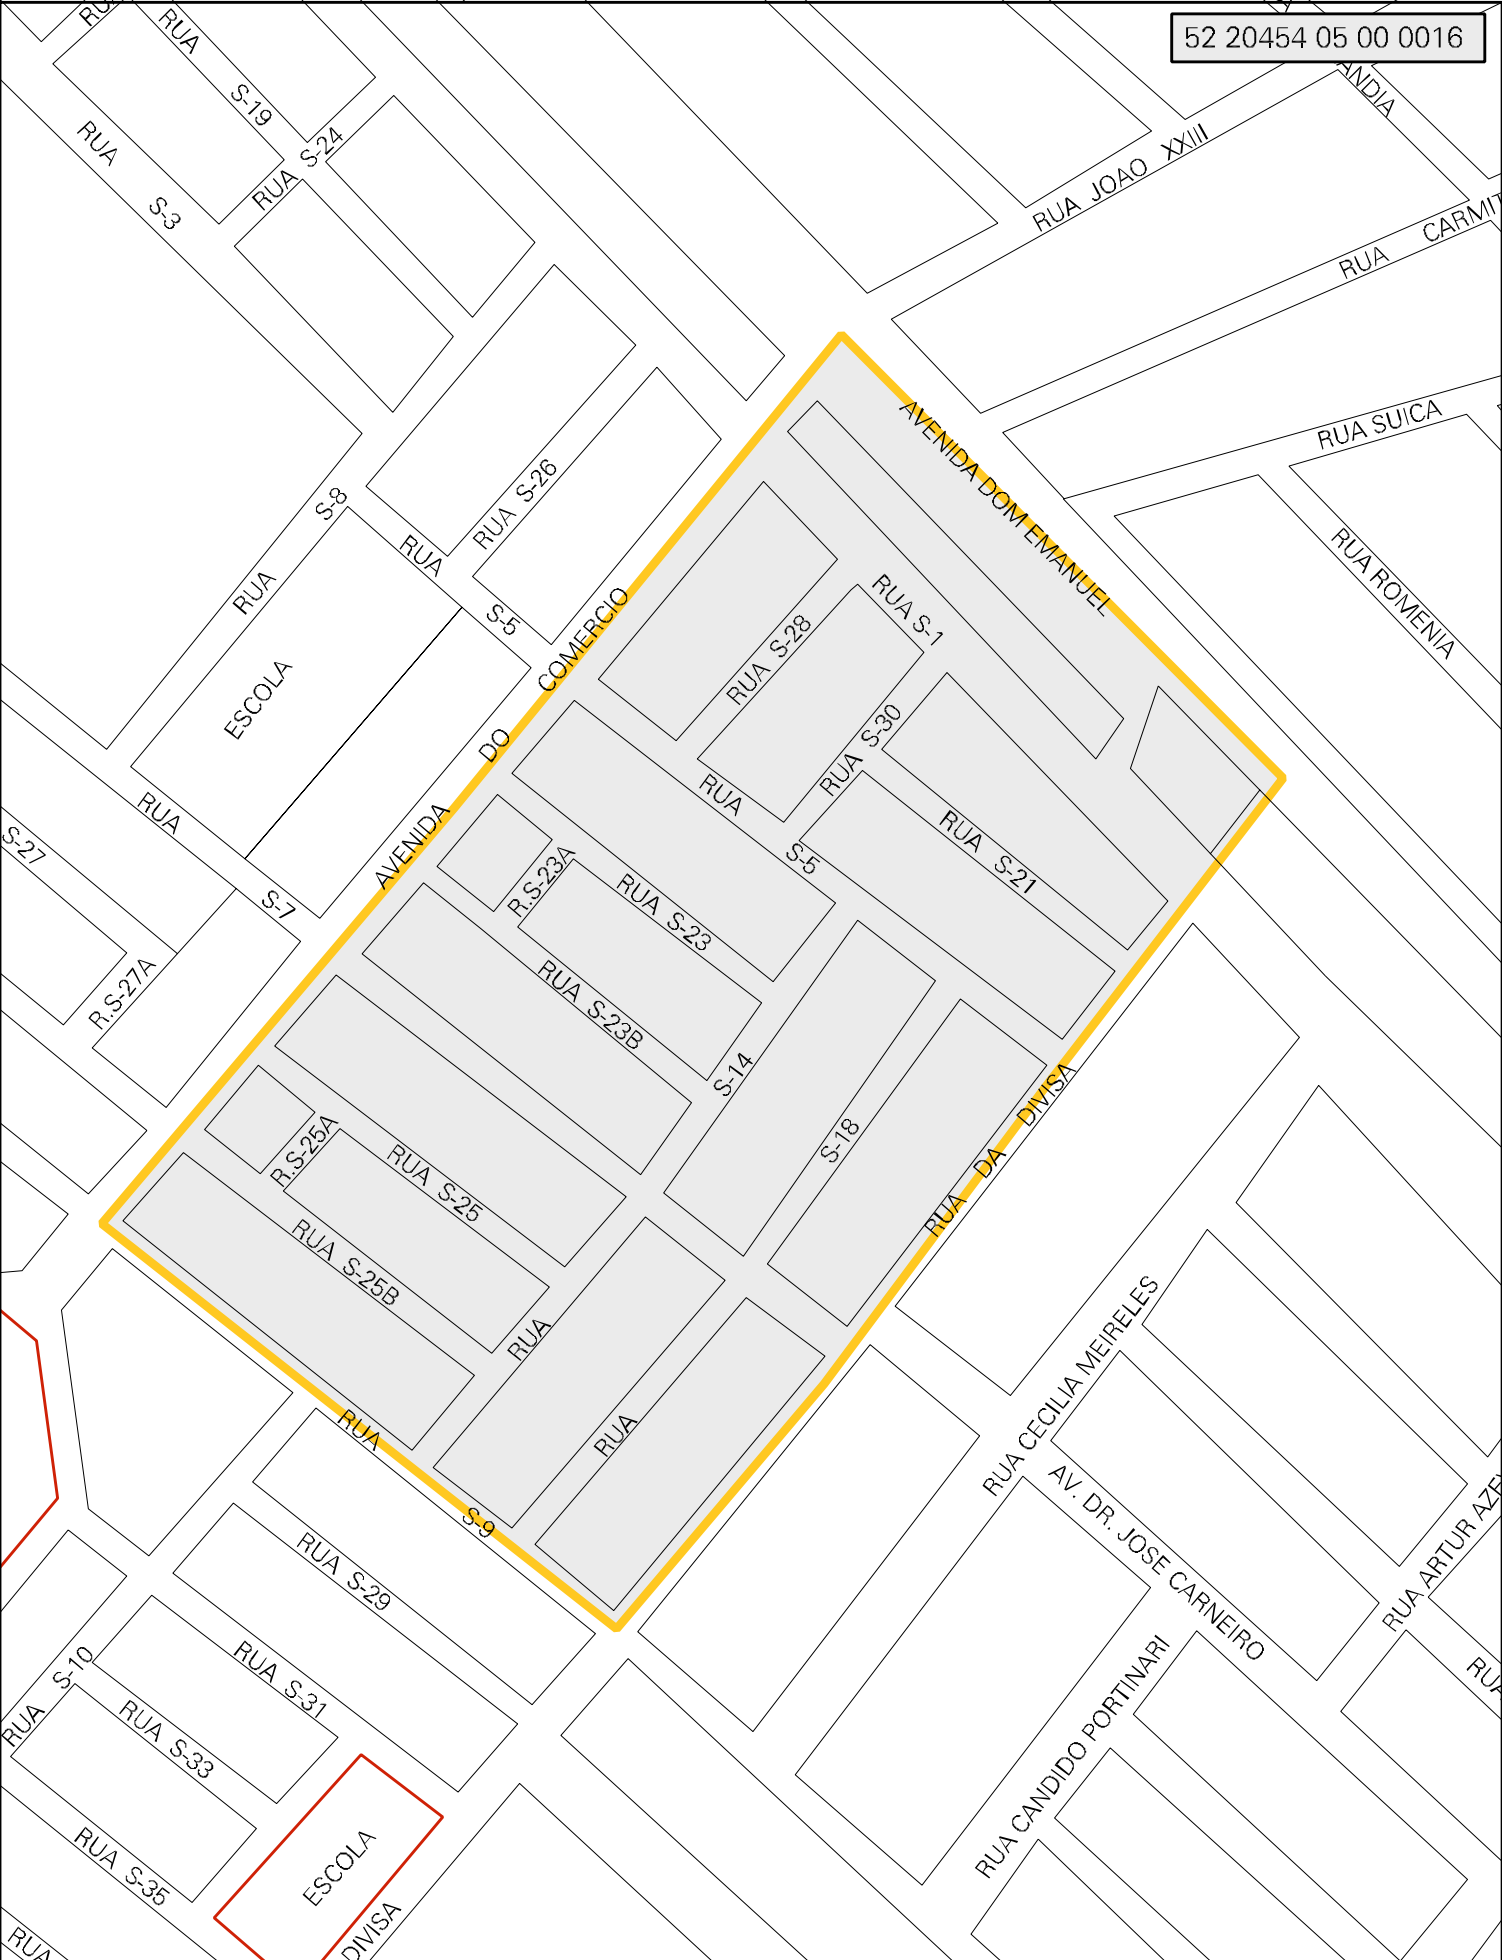 52 20454 05 00 0016
RUA S-19
RUA S-24
RUA S-3
RUA JOAO XXIII
RUA
RUA SUICA
RUA ROMENIA
AVENIDA DOM EMANUEL
RUA S-26
RUA S-8
RUA S-5
ESCOLA
AVENIDA DO COMERCIO
RUA S-1
RUA S-28
RUA S-30
RUA S-5
RUA S-21
RUA S-7
S-27
R.S-27A
R.S-23A
RUA S-23
RUA S-23B
RUA S-14
RUA S-18
RUA DA DIVISA
R.S-25A
RUA S-25
RUA S-25B
RUA S-9
RUA S-29
RUA S-10
RUA S-31
RUA S-33
RUA S-35
ESCOLA
DIVISA
RUA
RUA CECILIA MEIRELES
AV. DR. JOSE CARNEIRO
RUA CANDIDO PORTINARI
RUA ARTUR
RUA